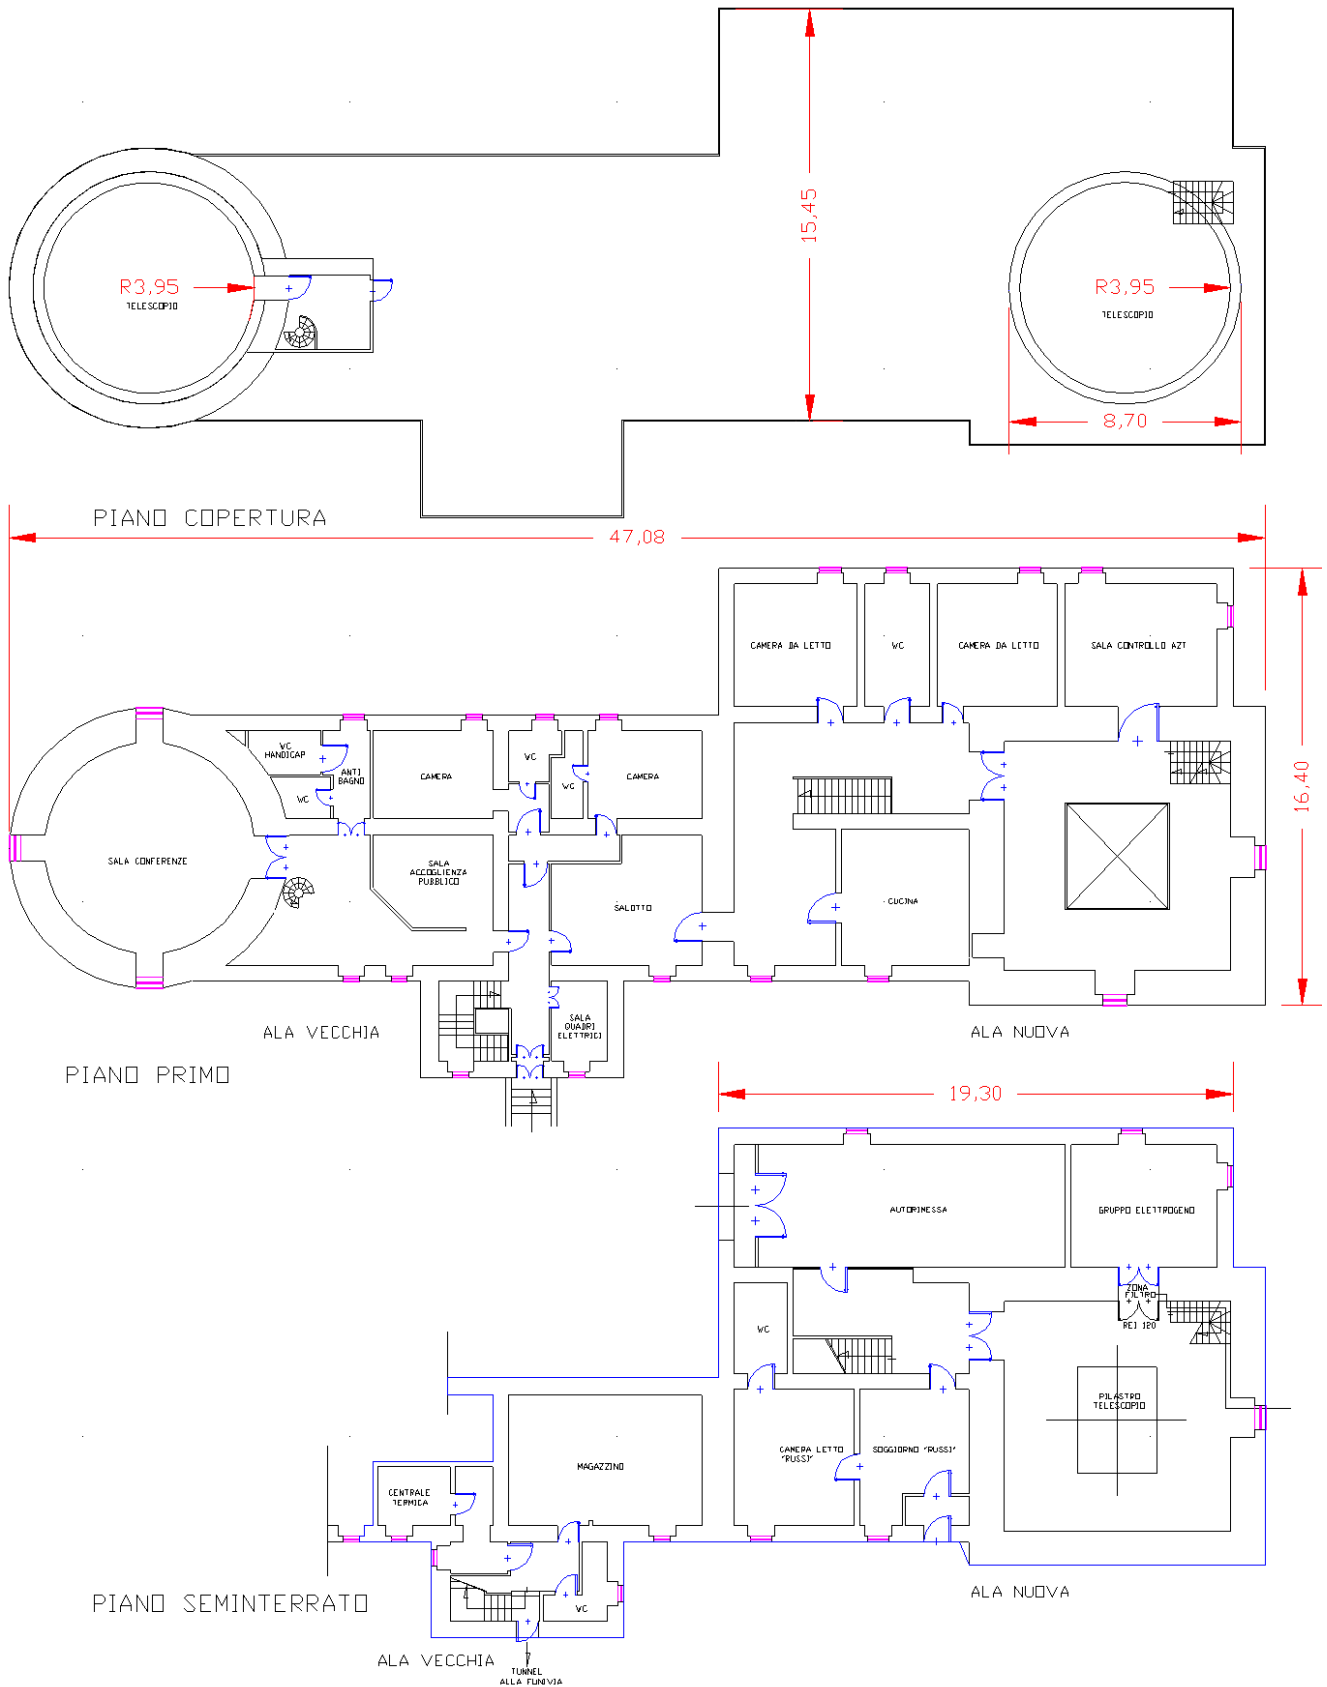 15,45
R3,95
TELESCOPIO
R3,95
TELESCOPIO
8,70
PIANO COPERTURA
47,08
CAMERA DA LETTO
WC
CAMERA DA LETTO
SALA CONTROLLO AZT
WC
HANDICAP
ANTI
BAGNO
WC
CAMERA
WC
WC
CAMERA
16,40
SALA CONFERENZE
SALA
ACCOGLIENZA
PUBBLICO
SALOTTO
CUCINA
SALA
QUADRI
ELETTRICI
ALA VECCHIA
ALA NUOVA
PIANO PRIMO
19,30
AUTORIMESSA
GRUPPO ELETTROGENO
ZONA
FILTRO
REI 120
WC
PILASTRO
TELESCOPIO
CAMERA LETTO
"RUSSI"
SOGGIORNO "RUSSI"
MAGAZZINO
CENTRALE
TERMICA
WC
PIANO SEMINTERRATO
ALA NUOVA
ALA VECCHIA
TUNNEL
ALLA FUNIVIA